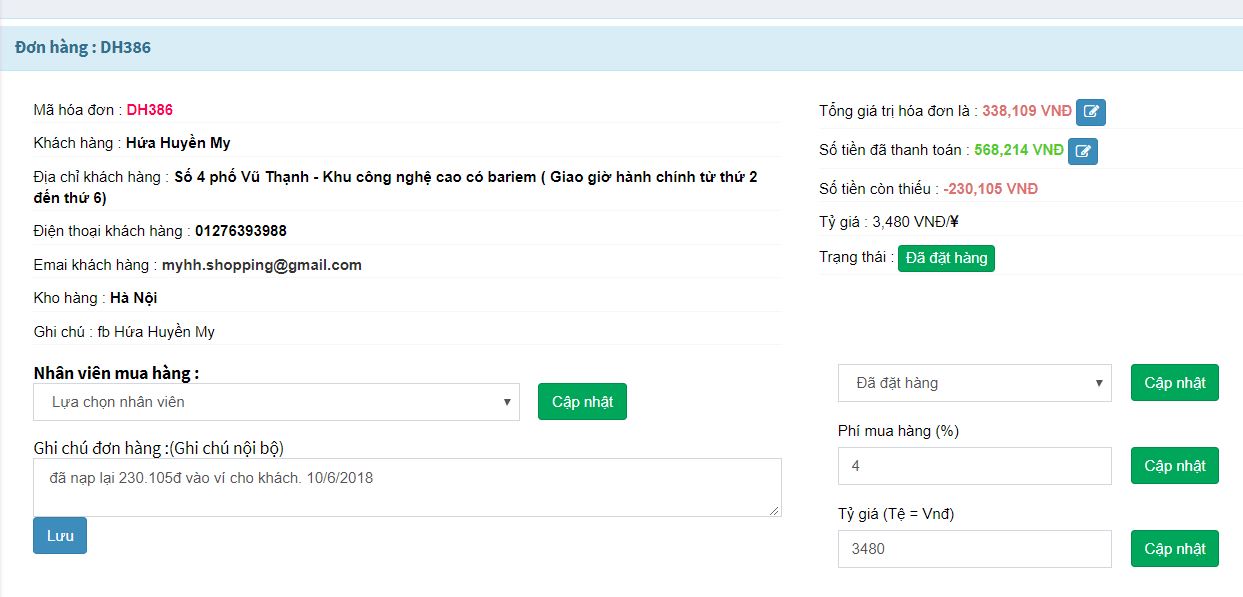 Đơn hàng : DH386
Mã hóa đơn : DH386
Khách hàng : Hứa Huyền My
Địa chỉ khách hàng : Số 4 phố Vũ Thạnh - Khu công nghệ cao có bariem ( Giao giờ hành chính từ thứ 2
đến thứ 6)
Điện thoại khách hàng : 01276393988
Emai khách hàng : myhh.shopping@gmail.com
Kho hàng : Hà Nội
Ghi chú : fb Hứa Huyền My
Nhân viên mua hàng :
Lựa chọn nhân viên
Cập nhật
Ghi chú đơn hàng :(Ghi chú nội bộ)
đã nạp lại 230.105đ vào ví cho khách. 10/6/2018
Lưu
Tổng giá trị hóa đơn là : 338,109 VNĐ
Số tiền đã thanh toán : 568,214 VNĐ
Số tiền còn thiếu : -230,105 VNĐ
Tỷ giá : 3,480 VNĐ/¥
Trạng thái : Đã đặt hàng
Đã đặt hàng
Cập nhật
Phí mua hàng (%)
4
Cập nhật
Tỷ giá (Tệ = Vnđ)
3480
Cập nhật